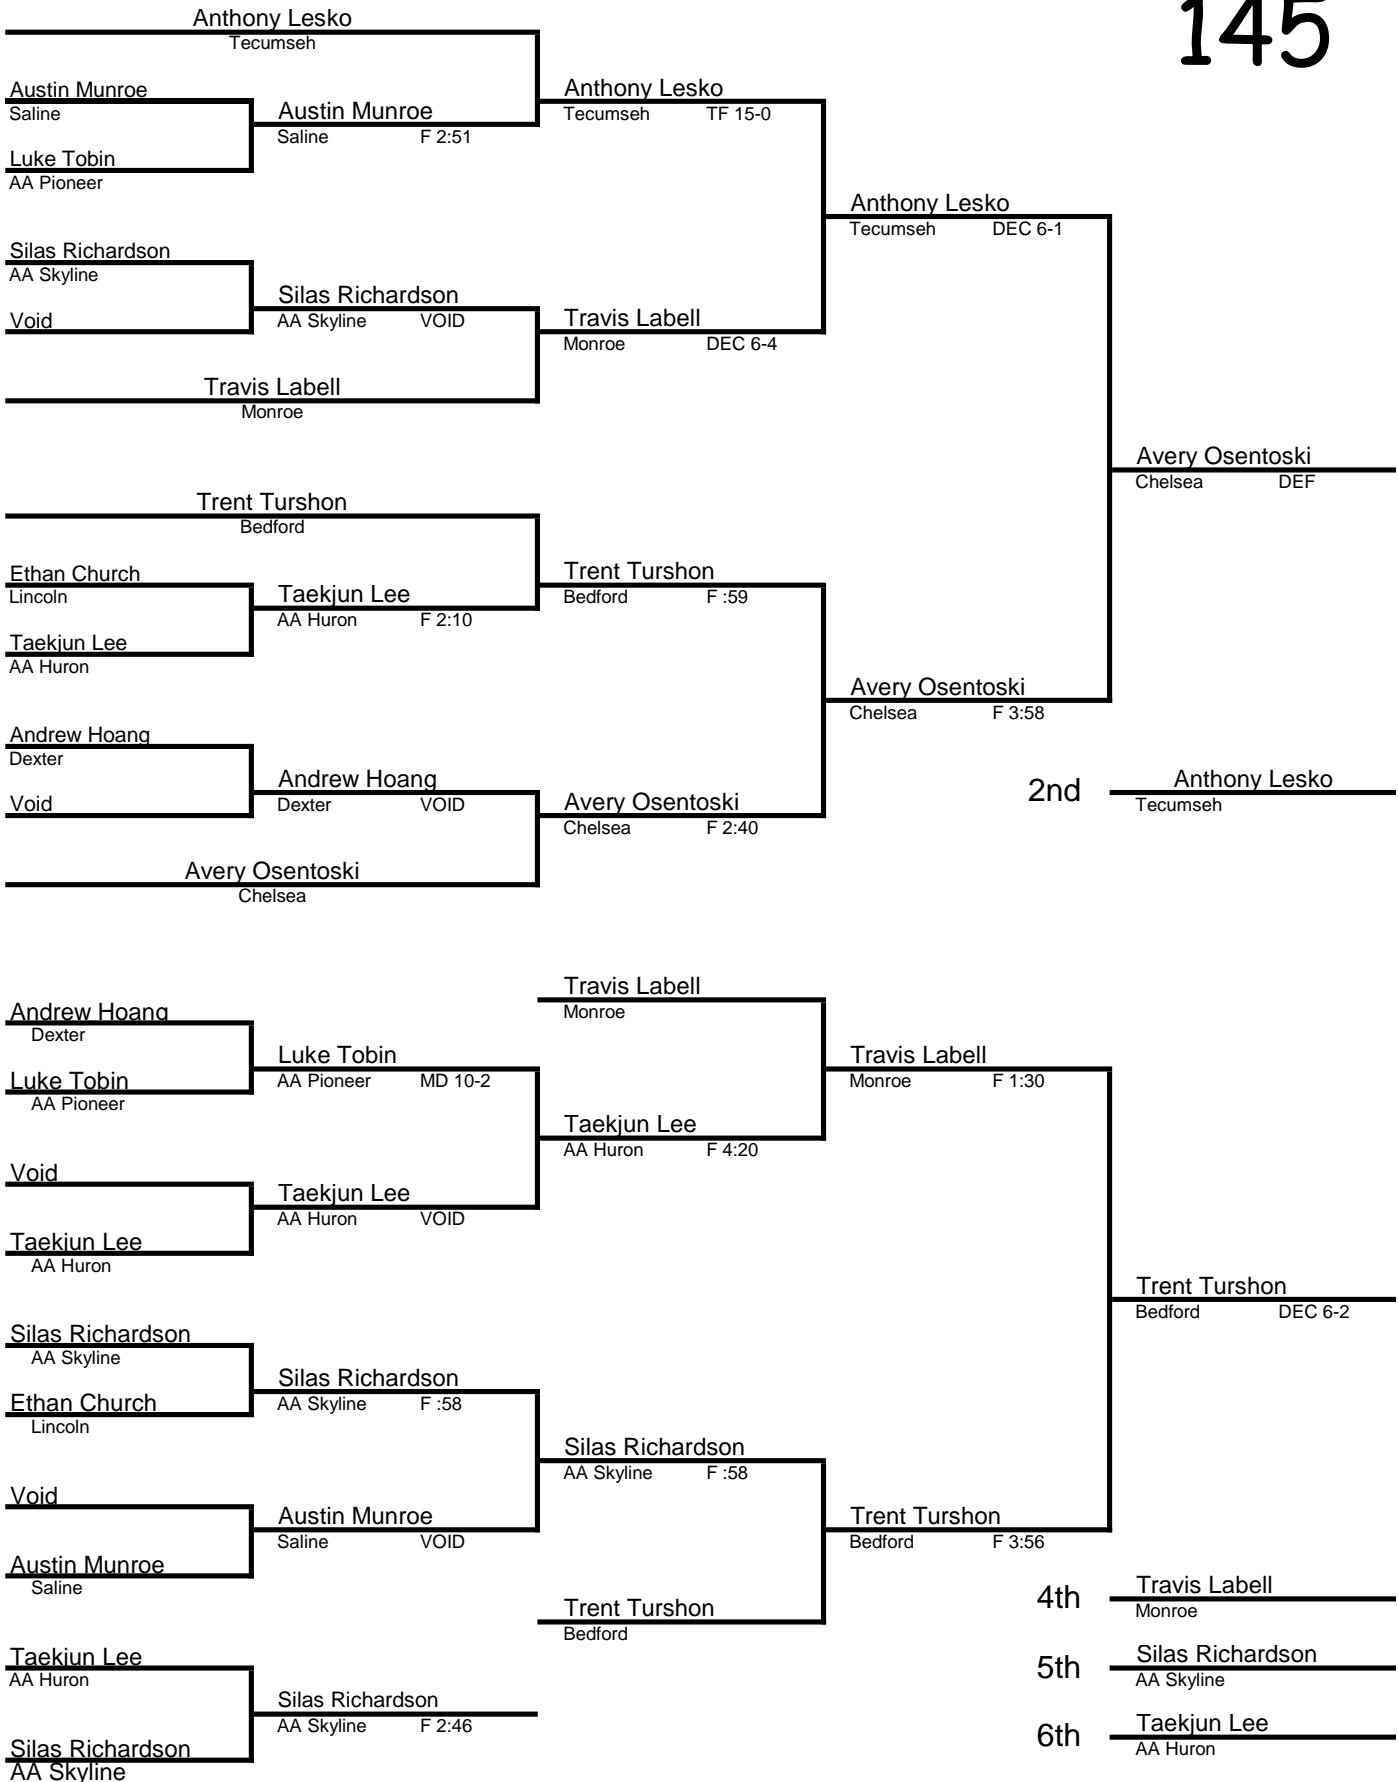 145
Anthony Lesko
Tecumseh
Austin Munroe
Saline
Luke Tobin
AA Pioneer
Silas Richardson
AA Skyline
Void
Travis Labell
Monroe
Trent Turshon
Bedford
Ethan Church
Lincoln
Taekjun Lee
AA Huron
Andrew Hoang
Dexter
Void
Avery Osentoski
Chelsea
Austin Munroe
Saline F 2:51
Silas Richardson
AA Skyline VOID
Taekjun Lee
AA Huron F 2:10
Andrew Hoang
Dexter VOID
Anthony Lesko
Tecumseh TF 15-0
Travis Labell
Monroe DEC 6-4
Trent Turshon
Bedford F :59
Avery Osentoski
Chelsea F 2:40
Anthony Lesko
Tecumseh DEC 6-1
Avery Osentoski
Chelsea F 3:58
Avery Osentoski
Chelsea DEF
2nd Anthony Lesko
Tecumseh
Andrew Hoang
Dexter
Luke Tobin
AA Pioneer
Void
Taekjun Lee
AA Huron
Silas Richardson
AA Skyline
Ethan Church
Lincoln
Void
Austin Munroe
Saline
Luke Tobin
AA Pioneer MD 10-2
Taekjun Lee
AA Huron VOID
Silas Richardson
AA Skyline F :58
Austin Munroe
Saline VOID
Travis Labell
Monroe
Taekjun Lee
AA Huron F 4:20
Silas Richardson
AA Skyline F :58
Trent Turshon
Bedford
Travis Labell
Monroe F 1:30
Trent Turshon
Bedford F 3:56
Trent Turshon
Bedford DEC 6-2
Taekjun Lee
AA Huron
Silas Richardson
AA Skyline
Silas Richardson
AA Skyline F 2:46
4th Travis Labell
Monroe
5th Silas Richardson
AA Skyline
6th Taekjun Lee
AA Huron